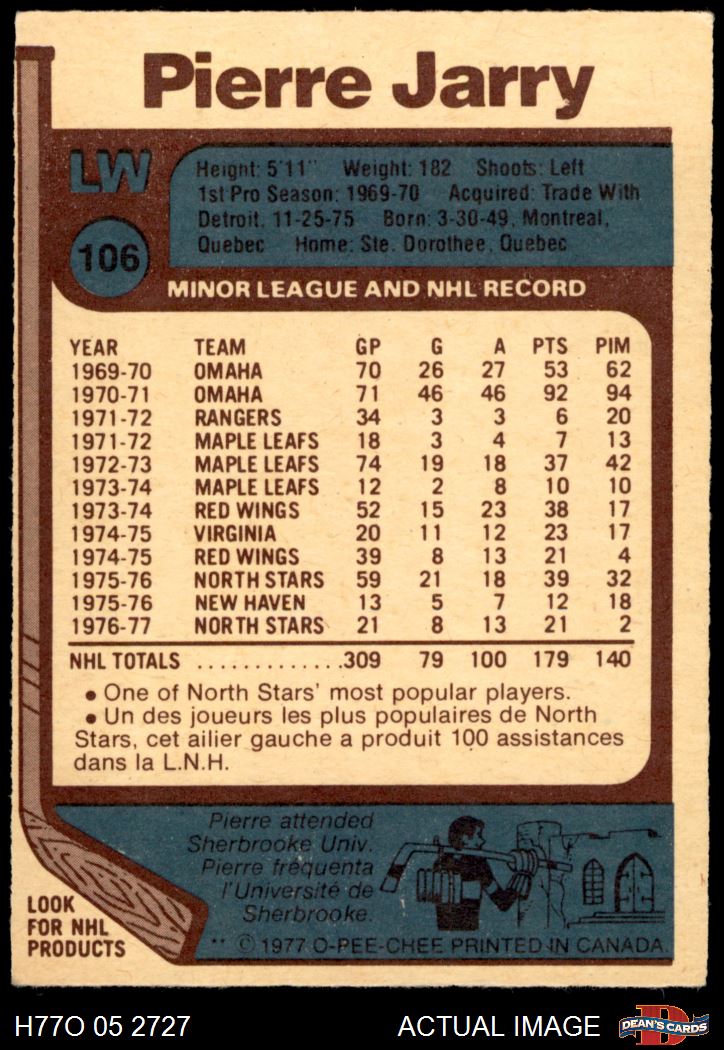 Pierre Jarry
LW
106
Height: 5'11" Weight: 182 Shoots: Left
1st Pro Season: 1969-70 Acquired: Trade With
Detroit, 11-25-75 Born: 3-30-49, Montreal,
Quebec Home: Ste. Dorothee, Quebec
MINOR LEAGUE AND NHL RECORD
YEAR TEAM GP G A PTS PIM
1969-70 OMAHA 70 26 27 53 62
1970-71 OMAHA 71 46 46 92 94
1971-72 RANGERS 34 3 3 6 20
1971-72 MAPLE LEAFS 18 3 4 7 13
1972-73 MAPLE LEAFS 74 19 18 37 42
1973-74 MAPLE LEAFS 12 2 8 10 10
1973-74 RED WINGS 52 15 23 38 17
1974-75 VIRGINIA 20 11 12 23 17
1974-75 RED WINGS 39 8 13 21 4
1975-76 NORTH STARS 59 21 18 39 32
1975-76 NEW HAVEN 13 5 7 12 18
1976-77 NORTH STARS 21 8 13 21 2
NHL TOTALS .............309 79 100 179 140
• One of North Stars' most popular players.
• Un des joueurs les plus populaires de North
Stars, cet ailier gauche a produit 100 assistances
dans la L.N.H.
Pierre attended
Sherbrooke Univ.
Pierre fréquenta
l'Université de
Sherbrooke.
LOOK
FOR NHL
PRODUCTS
** © 1977 O-PEE-CHEE PRINTED IN CANADA.
H77O 05 2727 ACTUAL IMAGE
D
DEAN'S CARDS